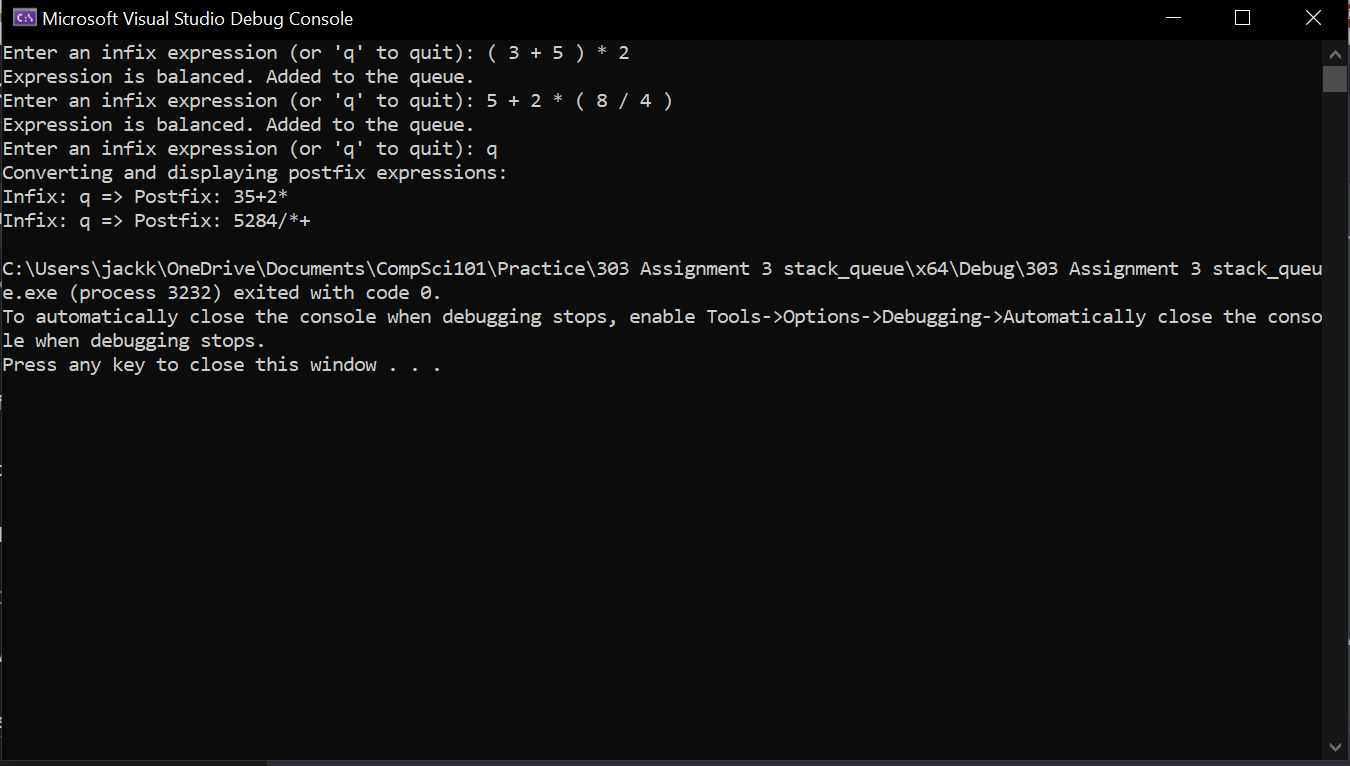 Microsoft Visual Studio Debug Console
Enter an infix expression (or 'q' to quit): ( 3 + 5 ) * 2
Expression is balanced. Added to the queue.
Enter an infix expression (or 'q' to quit): 5 + 2 * ( 8 / 4 )
Expression is balanced. Added to the queue.
Enter an infix expression (or 'q' to quit): q
Converting and displaying postfix expressions:
Infix: q => Postfix: 35+2*
Infix: q => Postfix: 5284/*+
C:\Users\jackk\OneDrive\Documents\CompSci101\Practice\303 Assignment 3 stack_queue\x64\Debug\303 Assignment 3 stack_queu
e.exe (process 3232) exited with code 0.
To automatically close the console when debugging stops, enable Tools->Options->Debugging->Automatically close the conso
le when debugging stops.
Press any key to close this window . . .